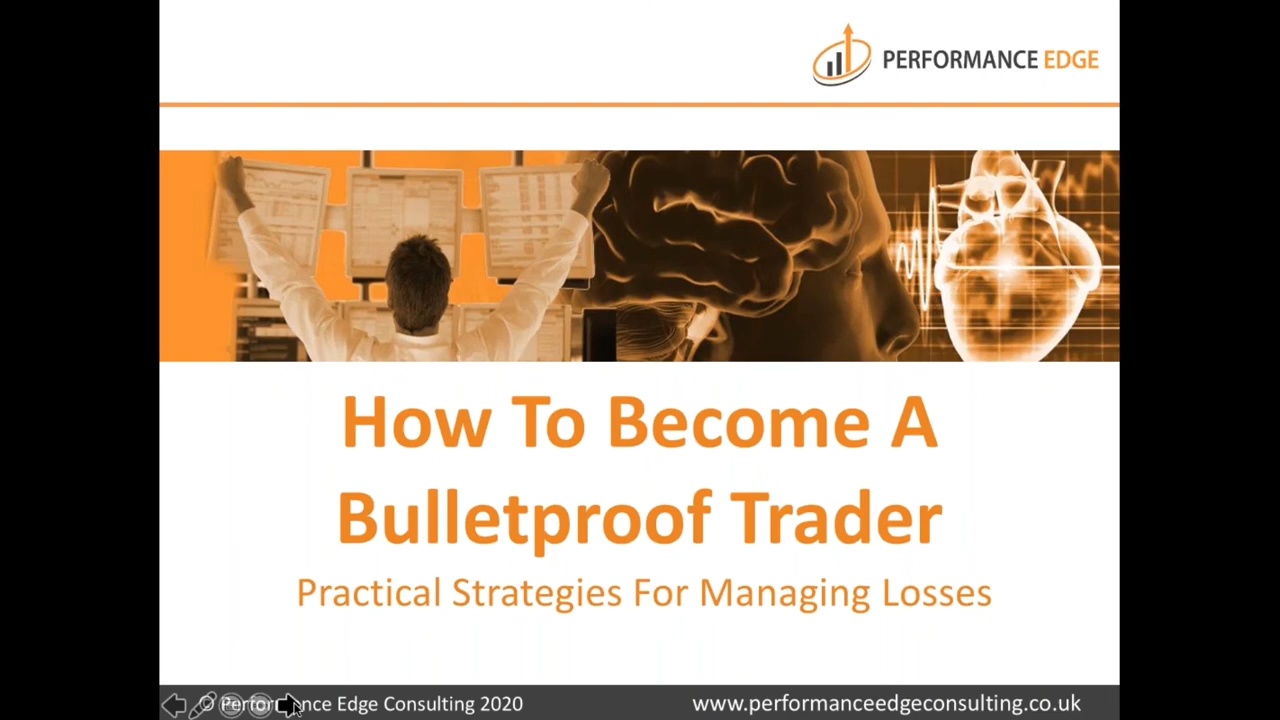 PERFORMANCE EDGE
How To Become A
Bulletproof Trader
Practical Strategies For Managing Losses
© Performance Edge Consulting 2020
www.performanceedgeconsulting.co.uk